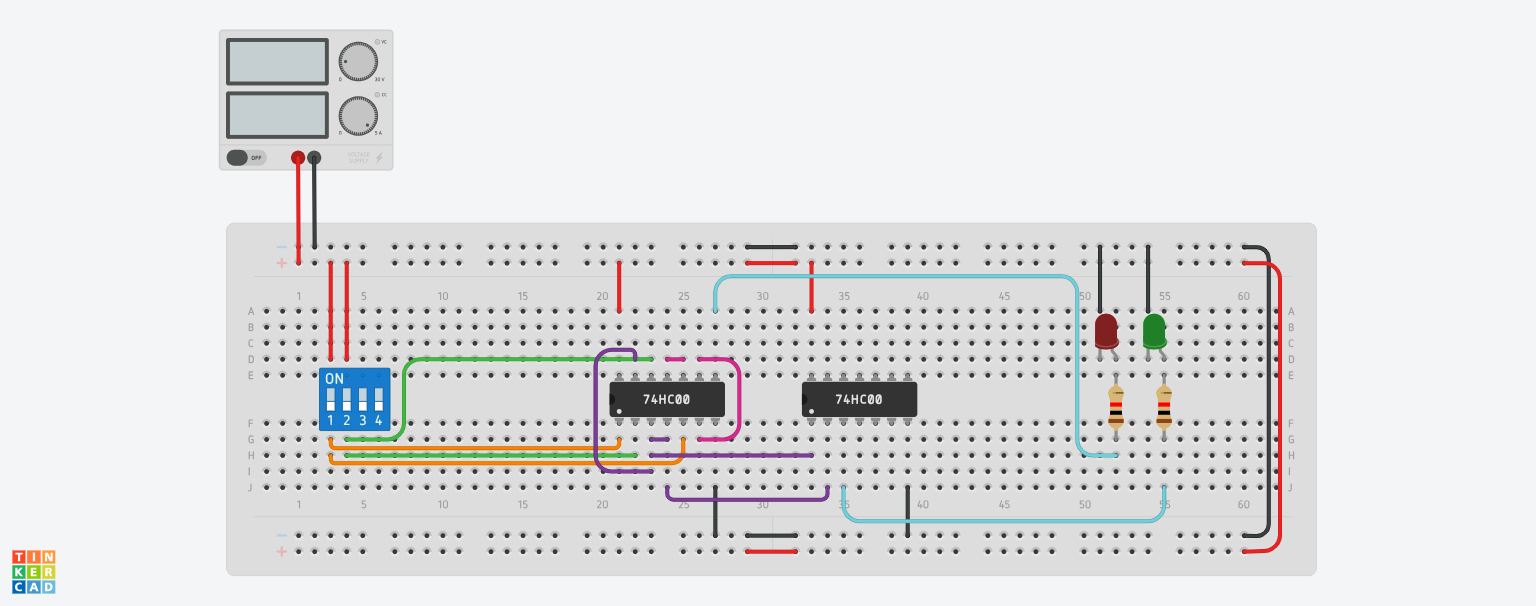 VC
0 30 V
CC
0 5 A
OFF
VOLTAGE
SUPPLY
− −
+ +
1 5 10 15 20 25 30 35 40 45 50 55 60
A A
B B
C C
D D
E E
ON
1 2 3 4
74HC00 74HC00
F F
G G
H H
I I
J J
1 5 10 15 20 25 30 35 40 45 50 55 60
−
+
TIN
KER
CAD